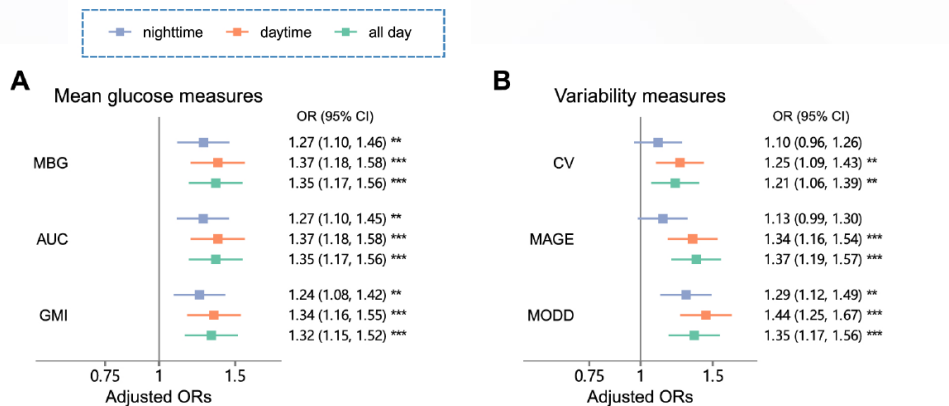 nighttime daytime all day
A
Mean glucose measures
OR (95% CI)
MBG
1.27 (1.10, 1.46) **
1.37 (1.18, 1.58) ***
1.35 (1.17, 1.56) ***
AUC
1.27 (1.10, 1.45) **
1.37 (1.18, 1.58) ***
1.35 (1.17, 1.56) ***
GMI
1.24 (1.08, 1.42) **
1.34 (1.16, 1.55) ***
1.32 (1.15, 1.52) ***
0.75 1 1.5
Adjusted ORs
B
Variability measures
OR (95% CI)
CV
1.10 (0.96, 1.26)
1.25 (1.09, 1.43) **
1.21 (1.06, 1.39) **
MAGE
1.13 (0.99, 1.30)
1.34 (1.16, 1.54) ***
1.37 (1.19, 1.57) ***
MODD
1.29 (1.12, 1.49) **
1.44 (1.25, 1.67) ***
1.35 (1.17, 1.56) ***
0.75 1 1.5
Adjusted ORs